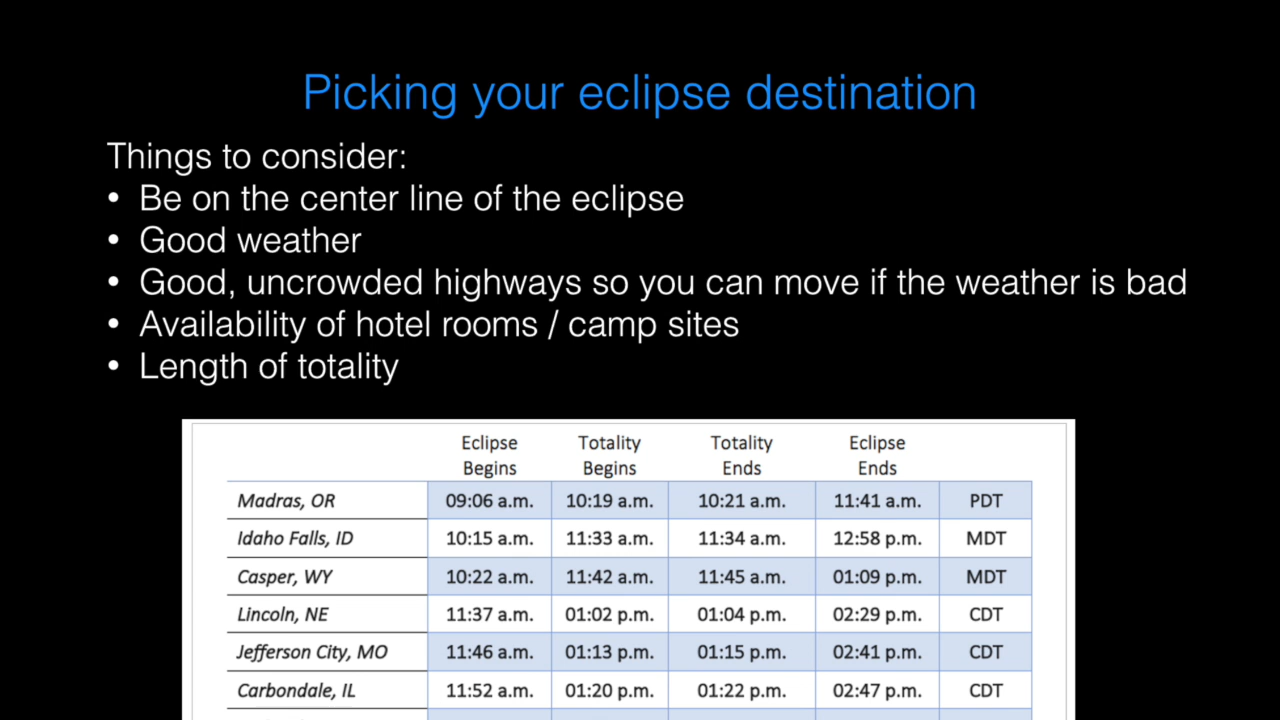 Picking your eclipse destination
Things to consider:
• Be on the center line of the eclipse
• Good weather
• Good, uncrowded highways so you can move if the weather is bad
• Availability of hotel rooms / camp sites
• Length of totality
Eclipse Begins Totality Begins Totality Ends Eclipse Ends
Madras, OR 09:06 a.m. 10:19 a.m. 10:21 a.m. 11:41 a.m. PDT
Idaho Falls, ID 10:15 a.m. 11:33 a.m. 11:34 a.m. 12:58 p.m. MDT
Casper, WY 10:22 a.m. 11:42 a.m. 11:45 a.m. 01:09 p.m. MDT
Lincoln, NE 11:37 a.m. 01:02 p.m. 01:04 p.m. 02:29 p.m. CDT
Jefferson City, MO 11:46 a.m. 01:13 p.m. 01:15 p.m. 02:41 p.m. CDT
Carbondale, IL 11:52 a.m. 01:20 p.m. 01:22 p.m. 02:47 p.m. CDT